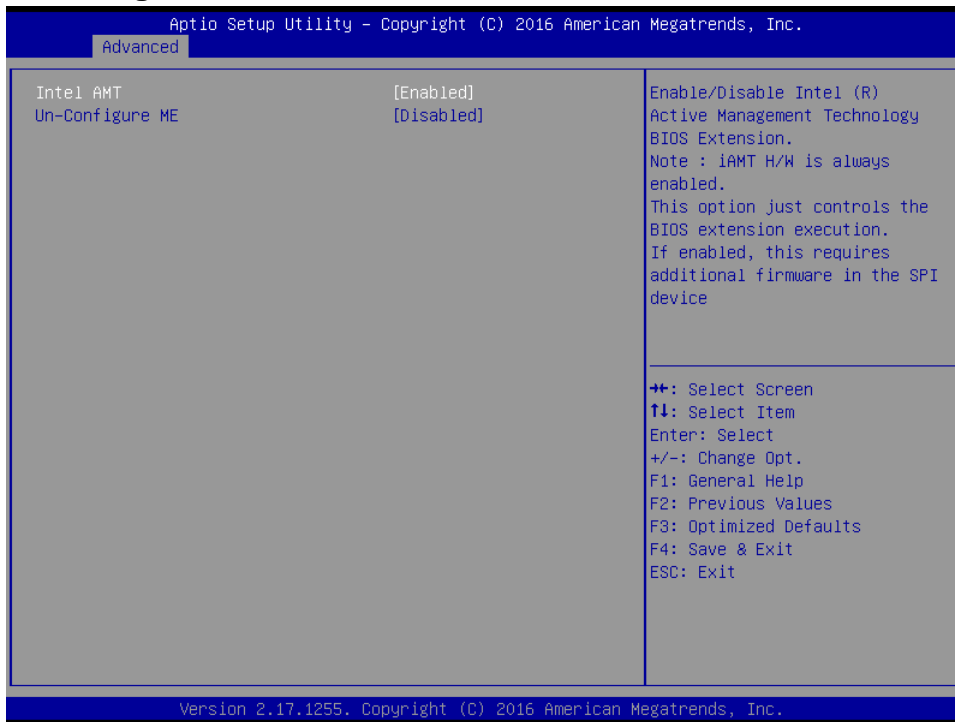 Aptio Setup Utility – Copyright (C) 2016 American Megatrends, Inc.
Advanced
Intel AMT [Enabled]
Un-Configure ME [Disabled]
Enable/Disable Intel (R)
Active Management Technology
BIOS Extension.
Note : iAMT H/W is always
enabled.
This option just controls the
BIOS extension execution.
If enabled, this requires
additional firmware in the SPI
device
→←: Select Screen
↑↓: Select Item
Enter: Select
+/-: Change Opt.
F1: General Help
F2: Previous Values
F3: Optimized Defaults
F4: Save & Exit
ESC: Exit
Version 2.17.1255. Copyright (C) 2016 American Megatrends, Inc.